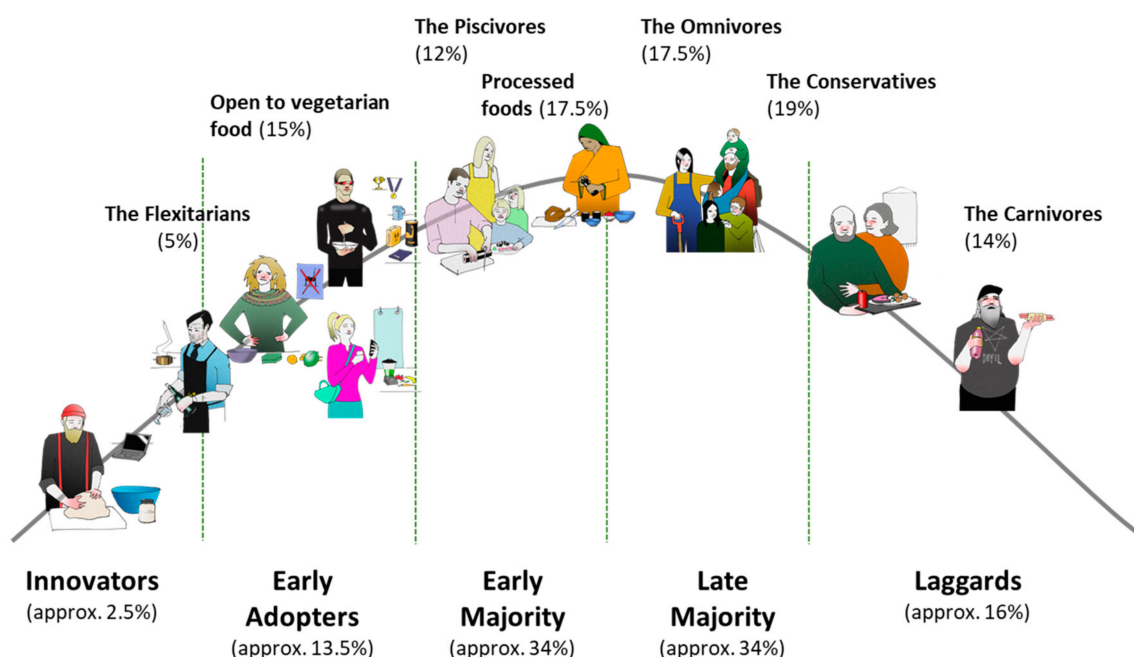 The Piscivores
(12%)
The Omnivores
(17.5%)
Processed
foods (17.5%)
The Conservatives
(19%)
Open to vegetarian
food (15%)
The Flexitarians
(5%)
The Carnivores
(14%)
Innovators
(approx. 2.5%)
Early
Adopters
(approx. 13.5%)
Early
Majority
(approx. 34%)
Late
Majority
(approx. 34%)
Laggards
(approx. 16%)